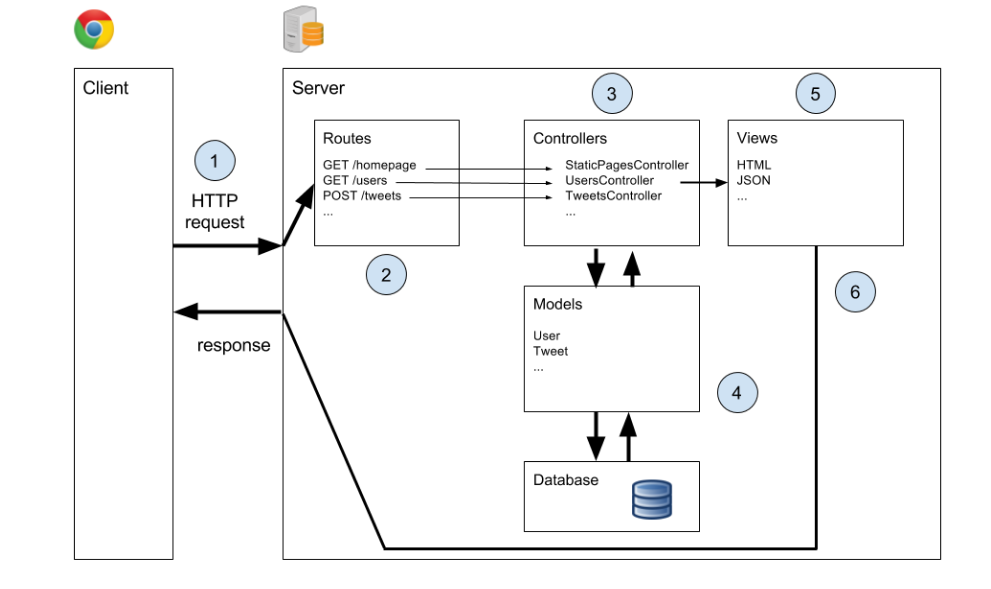 Client
Server
1
HTTP
request
response
Routes
GET /homepage
GET /users
POST /tweets
...
2
3
Controllers
StaticPagesController
UsersController
TweetsController
...
Models
User
Tweet
...
4
Database
5
Views
HTML
JSON
...
6